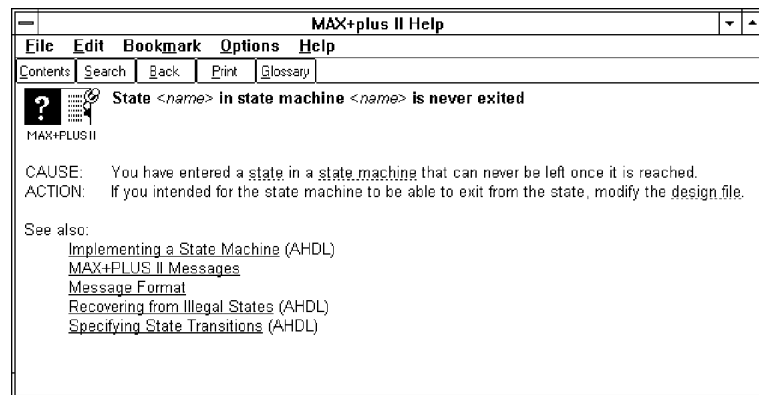 MAX+plus II Help
File Edit Bookmark Options Help
Contents Search Back Print Glossary
? State <name> in state machine <name> is never exited
MAX+PLUS II
CAUSE: You have entered a state in a state machine that can never be left once it is reached.
ACTION: If you intended for the state machine to be able to exit from the state, modify the design file.
See also:
Implementing a State Machine (AHDL)
MAX+PLUS II Messages
Message Format
Recovering from Illegal States (AHDL)
Specifying State Transitions (AHDL)